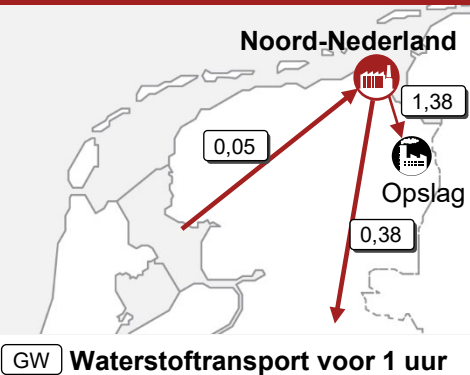 Noord-Nederland
1,38
0,05
Opslag
0,38
GW Waterstoftransport voor 1 uur